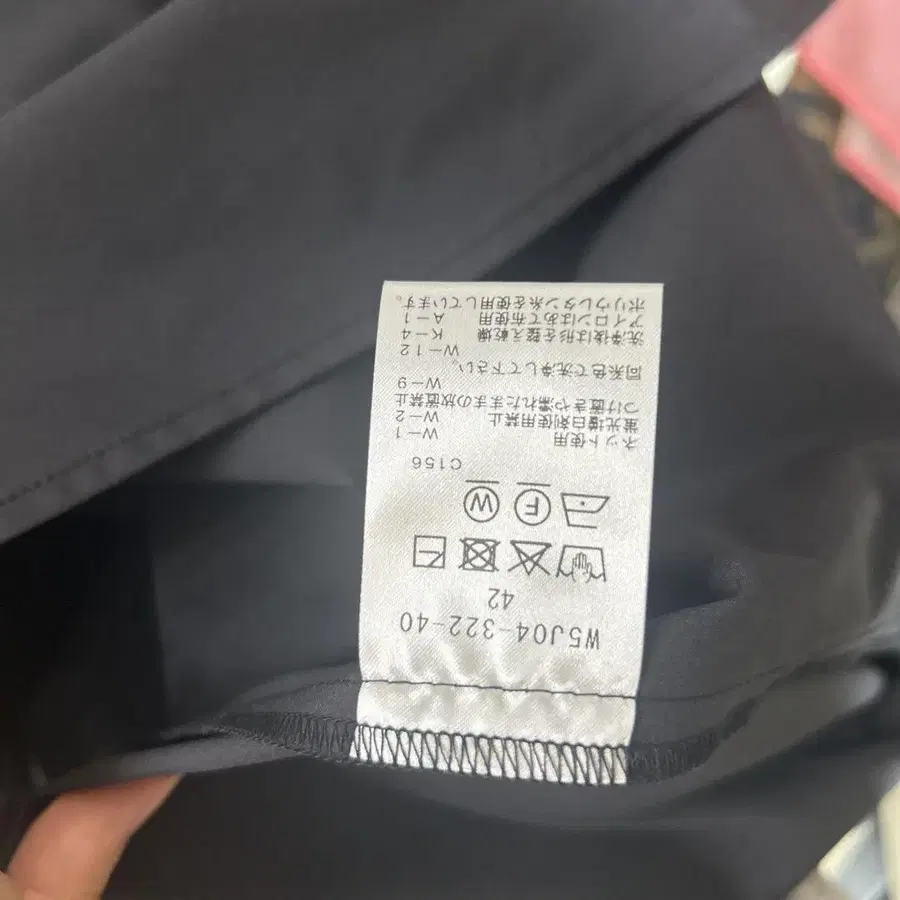 W5J04-322-40
42
F W
C156
ネット使用 W-1
蛍光増白剤使用禁止 W-2
つけ置きや濡れたままの放置禁止
W-9
同系色で洗浄して下さい。
W-12
洗浄後は形を整え乾燥 K-4
アイロンはあて布使用 A-1
ポリウレタン糸を使用しています。